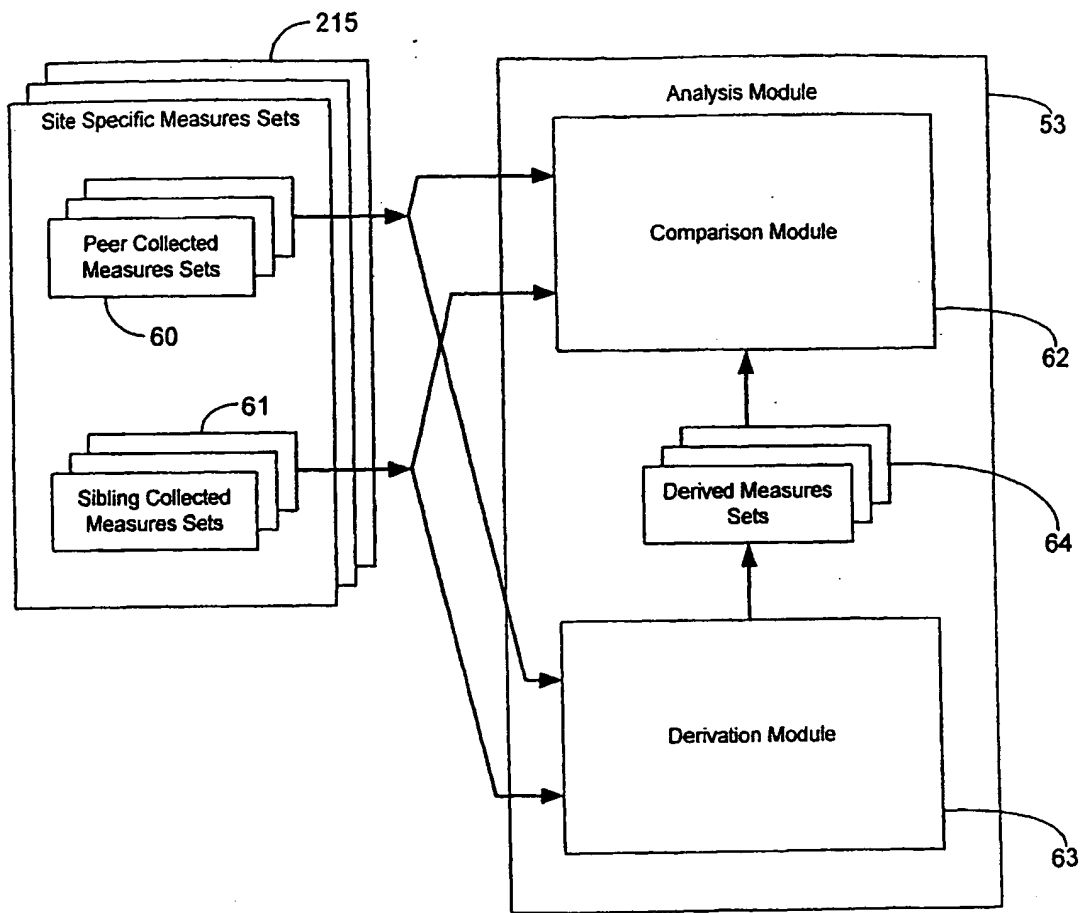 215
Site Specific Measures Sets
Peer Collected
Measures Sets
60
61
Sibling Collected
Measures Sets
Analysis Module
53
Comparison Module
62
Derived Measures
Sets
64
Derivation Module
63